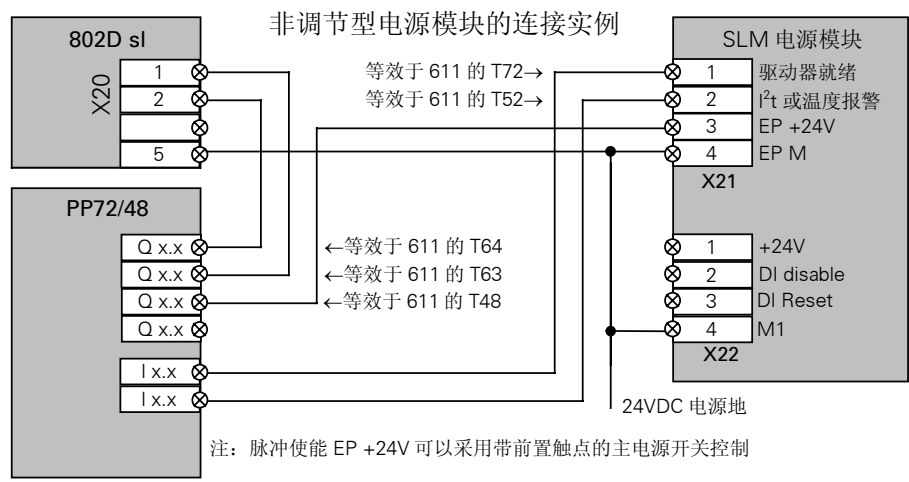 非调节型电源模块的连接实例
802D sl
X20
1
2
5
PP72/48
Q x.x
Q x.x
Q x.x
Q x.x
I x.x
I x.x
等效于 611 的 T72→
等效于 611 的 T52→
←等效于 611 的 T64
←等效于 611 的 T63
←等效于 611 的 T48
SLM 电源模块
1 驱动器就绪
2 I²t 或温度报警
3 EP +24V
4 EP M
X21
1 +24V
2 DI disable
3 DI Reset
4 M1
X22
24VDC 电源地
注：脉冲使能 EP +24V 可以采用带前置触点的主电源开关控制